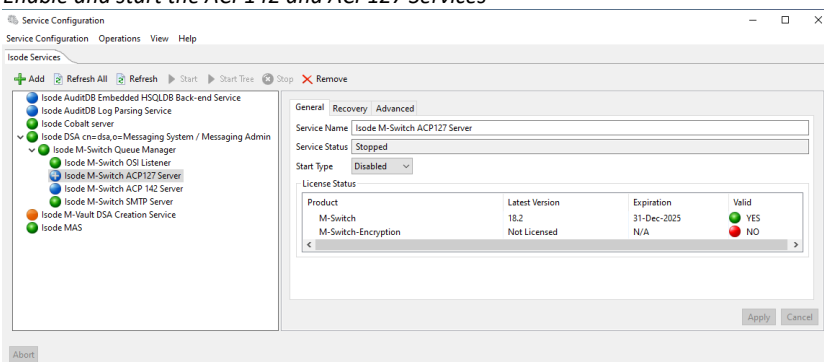 Enable and start the ACP142 and ACP127 Services
Service Configuration
Service Configuration Operations View Help
Isode Services
Add Refresh All Refresh Start Start Tree Stop Remove
Isode AuditDB Embedded HSQLDB Back-end Service
Isode AuditDB Log Parsing Service
Isode Cobalt server
Isode DSA cn=dsa,o=Messaging System / Messaging Admin
Isode M-Switch Queue Manager
Isode M-Switch OSI Listener
Isode M-Switch ACP127 Server
Isode M-Switch ACP 142 Server
Isode M-Switch SMTP Server
Isode M-Vault DSA Creation Service
Isode MAS
General Recovery Advanced
Service Name Isode M-Switch ACP127 Server
Service Status Stopped
Start Type Disabled
License Status
Product Latest Version Expiration Valid
M-Switch 18.2 31-Dec-2025 YES
M-Switch-Encryption Not Licensed N/A NO
Apply Cancel
Abort